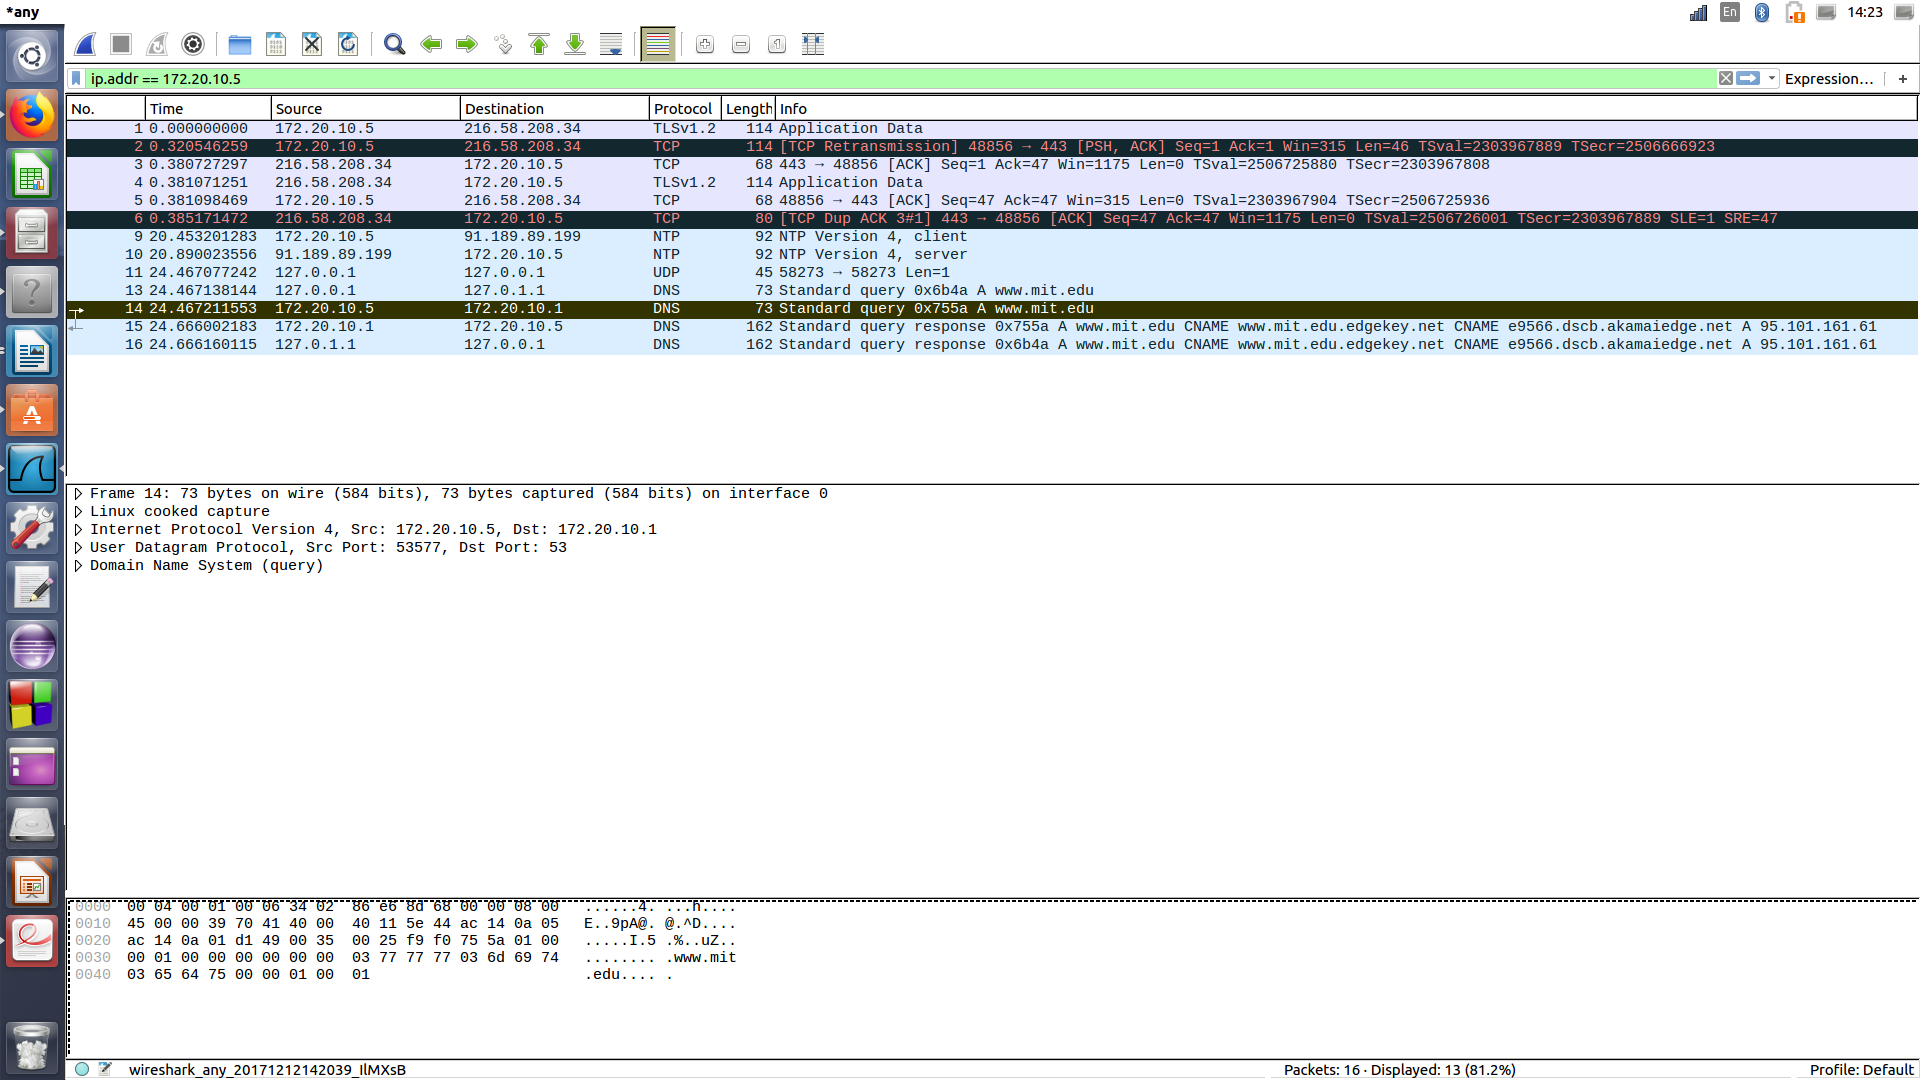 *any
En
14:23
ip.addr == 172.20.10.5
Expression…
+
No. Time Source Destination Protocol Length Info
1 0.000000000 172.20.10.5 216.58.208.34 TLSv1.2 114 Application Data
2 0.320546259 172.20.10.5 216.58.208.34 TCP 114 [TCP Retransmission] 48856 → 443 [PSH, ACK] Seq=1 Ack=1 Win=315 Len=46 TSval=2303967889 TSecr=2506666923
3 0.380727297 216.58.208.34 172.20.10.5 TCP 68 443 → 48856 [ACK] Seq=1 Ack=47 Win=1175 Len=0 TSval=2506725880 TSecr=2303967808
4 0.381071251 216.58.208.34 172.20.10.5 TLSv1.2 114 Application Data
5 0.381098469 172.20.10.5 216.58.208.34 TCP 68 48856 → 443 [ACK] Seq=47 Ack=47 Win=315 Len=0 TSval=2303967904 TSecr=2506725936
6 0.385171472 216.58.208.34 172.20.10.5 TCP 80 [TCP Dup ACK 3#1] 443 → 48856 [ACK] Seq=47 Ack=47 Win=1175 Len=0 TSval=2506726001 TSecr=2303967889 SLE=1 SRE=47
9 20.453201283 172.20.10.5 91.189.89.199 NTP 92 NTP Version 4, client
10 20.890023556 91.189.89.199 172.20.10.5 NTP 92 NTP Version 4, server
11 24.467077242 127.0.0.1 127.0.0.1 UDP 45 58273 → 58273 Len=1
13 24.467138144 127.0.0.1 127.0.1.1 DNS 73 Standard query 0x6b4a A www.mit.edu
14 24.467211553 172.20.10.5 172.20.10.1 DNS 73 Standard query 0x755a A www.mit.edu
15 24.666002183 172.20.10.1 172.20.10.5 DNS 162 Standard query response 0x755a A www.mit.edu CNAME www.mit.edu.edgekey.net CNAME e9566.dscb.akamaiedge.net A 95.101.161.61
16 24.666160115 127.0.1.1 127.0.0.1 DNS 162 Standard query response 0x6b4a A www.mit.edu CNAME www.mit.edu.edgekey.net CNAME e9566.dscb.akamaiedge.net A 95.101.161.61
Frame 14: 73 bytes on wire (584 bits), 73 bytes captured (584 bits) on interface 0
Linux cooked capture
Internet Protocol Version 4, Src: 172.20.10.5, Dst: 172.20.10.1
User Datagram Protocol, Src Port: 53577, Dst Port: 53
Domain Name System (query)
0000 00 04 00 01 00 06 34 02 86 e6 8d 68 00 00 08 00 ......4. ...h....
0010 45 00 00 39 70 41 40 00 40 11 5e 44 ac 14 0a 05 E..9pA@. @.^D....
0020 ac 14 0a 01 d1 49 00 35 00 25 f9 f0 75 5a 01 00 .....I.5 .%..uZ..
0030 00 01 00 00 00 00 00 00 03 77 77 77 03 6d 69 74 ........ .www.mit
0040 03 65 64 75 00 00 01 00 01 .edu.... .
wireshark_any_20171212142039_IlMXsB
Packets: 16 · Displayed: 13 (81.2%)
Profile: Default